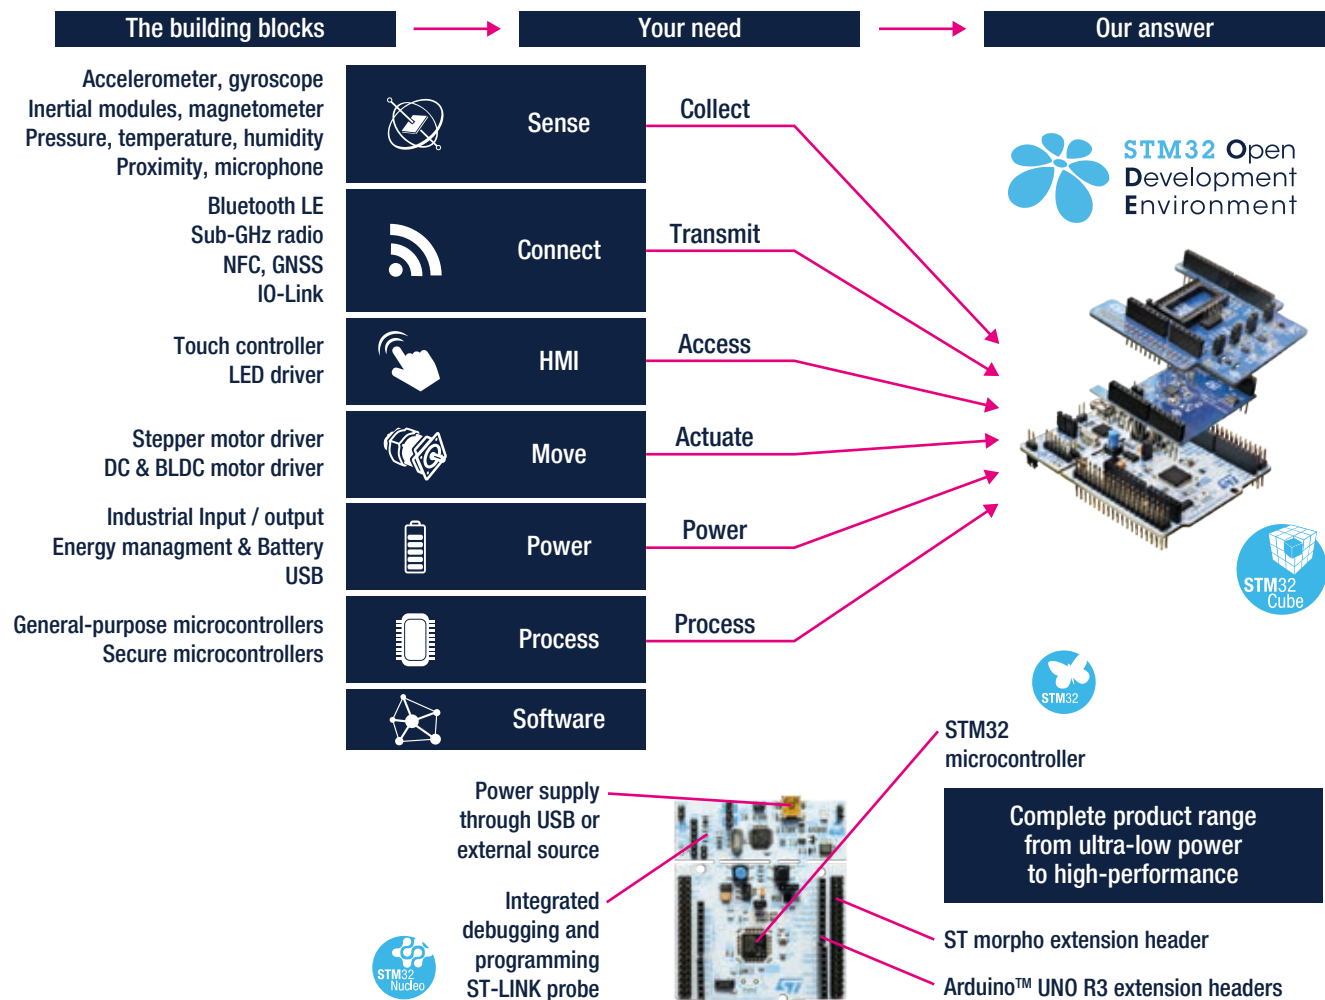 The building blocks
Your need
Our answer
Accelerometer, gyroscope
Inertial modules, magnetometer
Pressure, temperature, humidity
Proximity, microphone
Sense
Collect
STM32 Open
Development
Environment
Bluetooth LE
Sub-GHz radio
NFC, GNSS
IO-Link
Connect
Transmit
Touch controller
LED driver
HMI
Access
Stepper motor driver
DC & BLDC motor driver
Move
Actuate
Industrial Input / output
Energy managment & Battery
USB
Power
Power
STM32
Cube
General-purpose microcontrollers
Secure microcontrollers
Process
Process
Software
STM32
STM32
microcontroller
Power supply
through USB or
external source
Complete product range
from ultra-low power
to high-performance
Integrated
debugging and
programming
ST-LINK probe
STM32
Nucleo
ST morpho extension header
Arduino™ UNO R3 extension headers